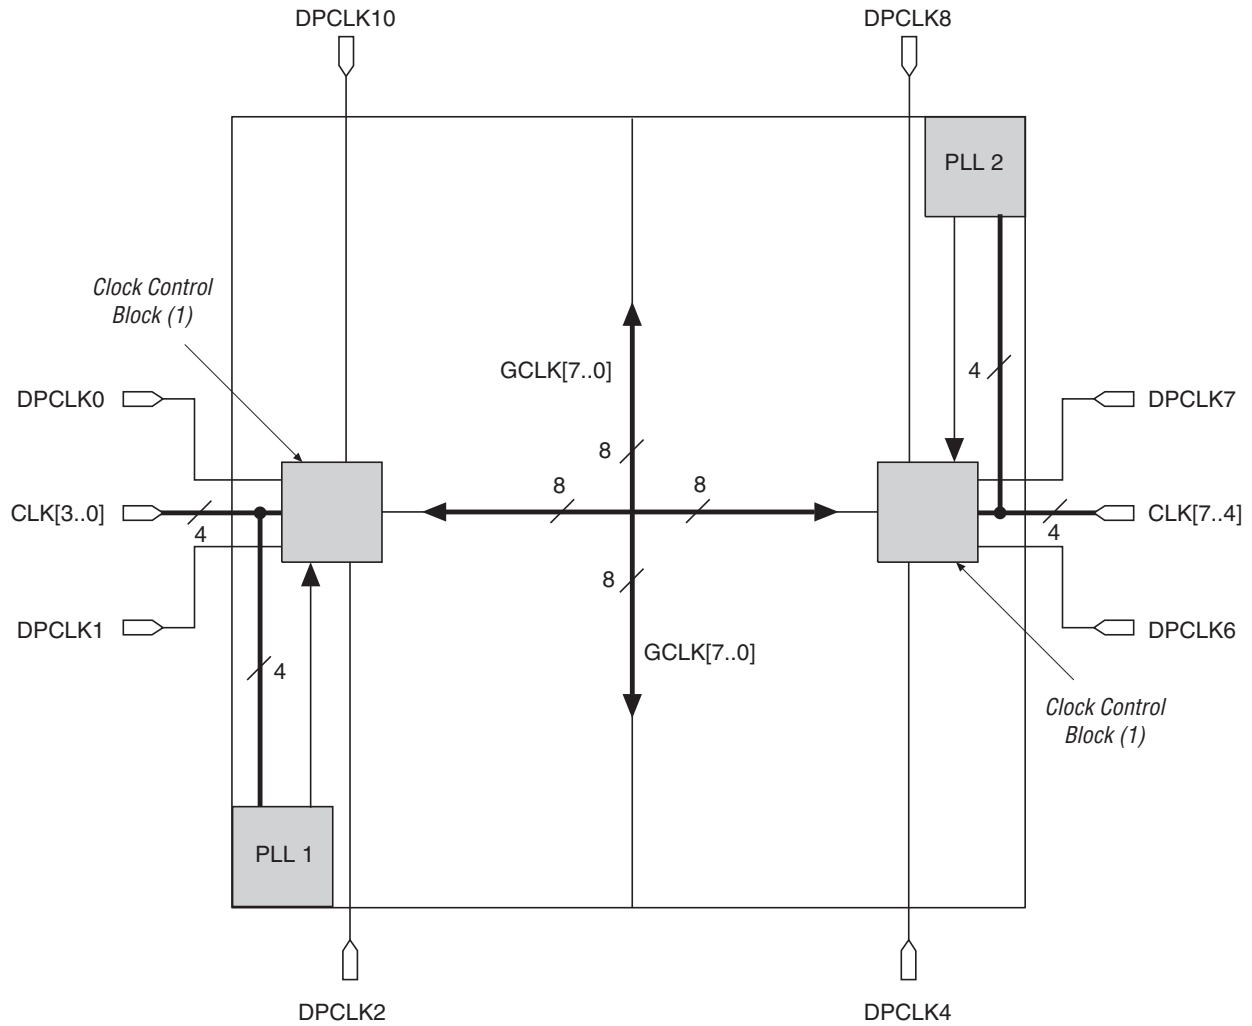 DPCLK10
DPCLK8
PLL 2
Clock Control
Block (1)
GCLK[7..0]
4
DPCLK0
DPCLK7
8
8
8
CLK[3..0]
4
CLK[7..4]
4
8
DPCLK1
DPCLK6
GCLK[7..0]
4
Clock Control
Block (1)
PLL 1
DPCLK2
DPCLK4